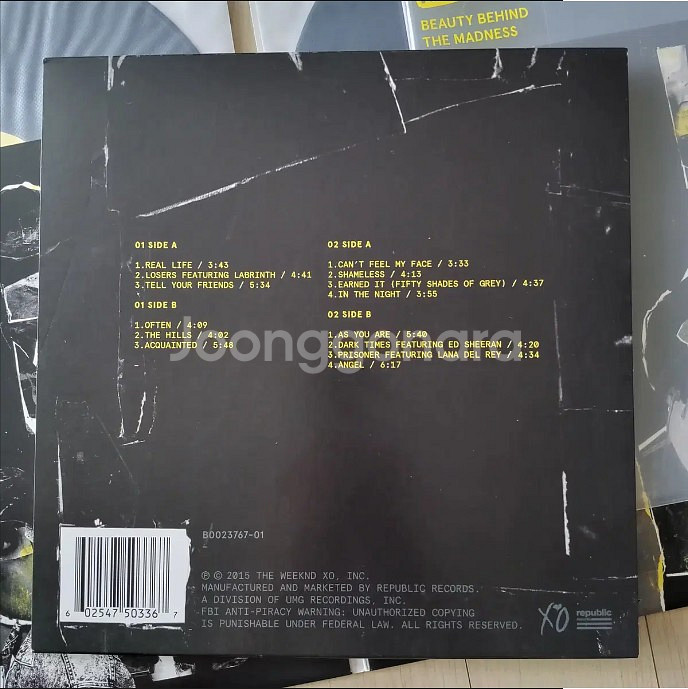 BEAUTY BEHIND
THE MADNESS
01 SIDE A
1.REAL LIFE / 3:43
2.LOSERS FEATURING LABRINTH / 4:41
3.TELL YOUR FRIENDS / 5:34
01 SIDE B
1.OFTEN / 4:09
2.THE HILLS / 4:02
3.ACQUAINTED / 5:48
02 SIDE A
1.CAN'T FEEL MY FACE / 3:33
2.SHAMELESS / 4:13
3.EARNED IT (FIFTY SHADES OF GREY) / 4:37
4.IN THE NIGHT / 3:55
02 SIDE B
1.AS YOU ARE / 5:40
2.DARK TIMES FEATURING ED SHEERAN / 4:20
3.PRISONER FEATURING LANA DEL REY / 4:34
4.ANGEL / 6:17
Joonggonara
B0023767-01
Ⓟ © 2015 THE WEEKND XO, INC.
MANUFACTURED AND MARKETED BY REPUBLIC RECORDS.
A DIVISION OF UMG RECORDINGS, INC.
FBI ANTI-PIRACY WARNING: UNAUTHORIZED COPYING
IS PUNISHABLE UNDER FEDERAL LAW. ALL RIGHTS RESERVED.
6 02547 50336 7
XO
republic